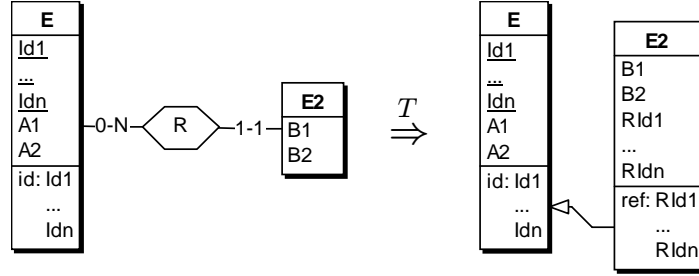 E
Id1
...
Idn
A1
A2
id: Id1
...
Idn
0-N
R
1-1
E2
B1
B2
T
⇒
E
Id1
...
Idn
A1
A2
id: Id1
...
Idn
E2
B1
B2
RId1
...
RIdn
ref: RId1
...
RIdn